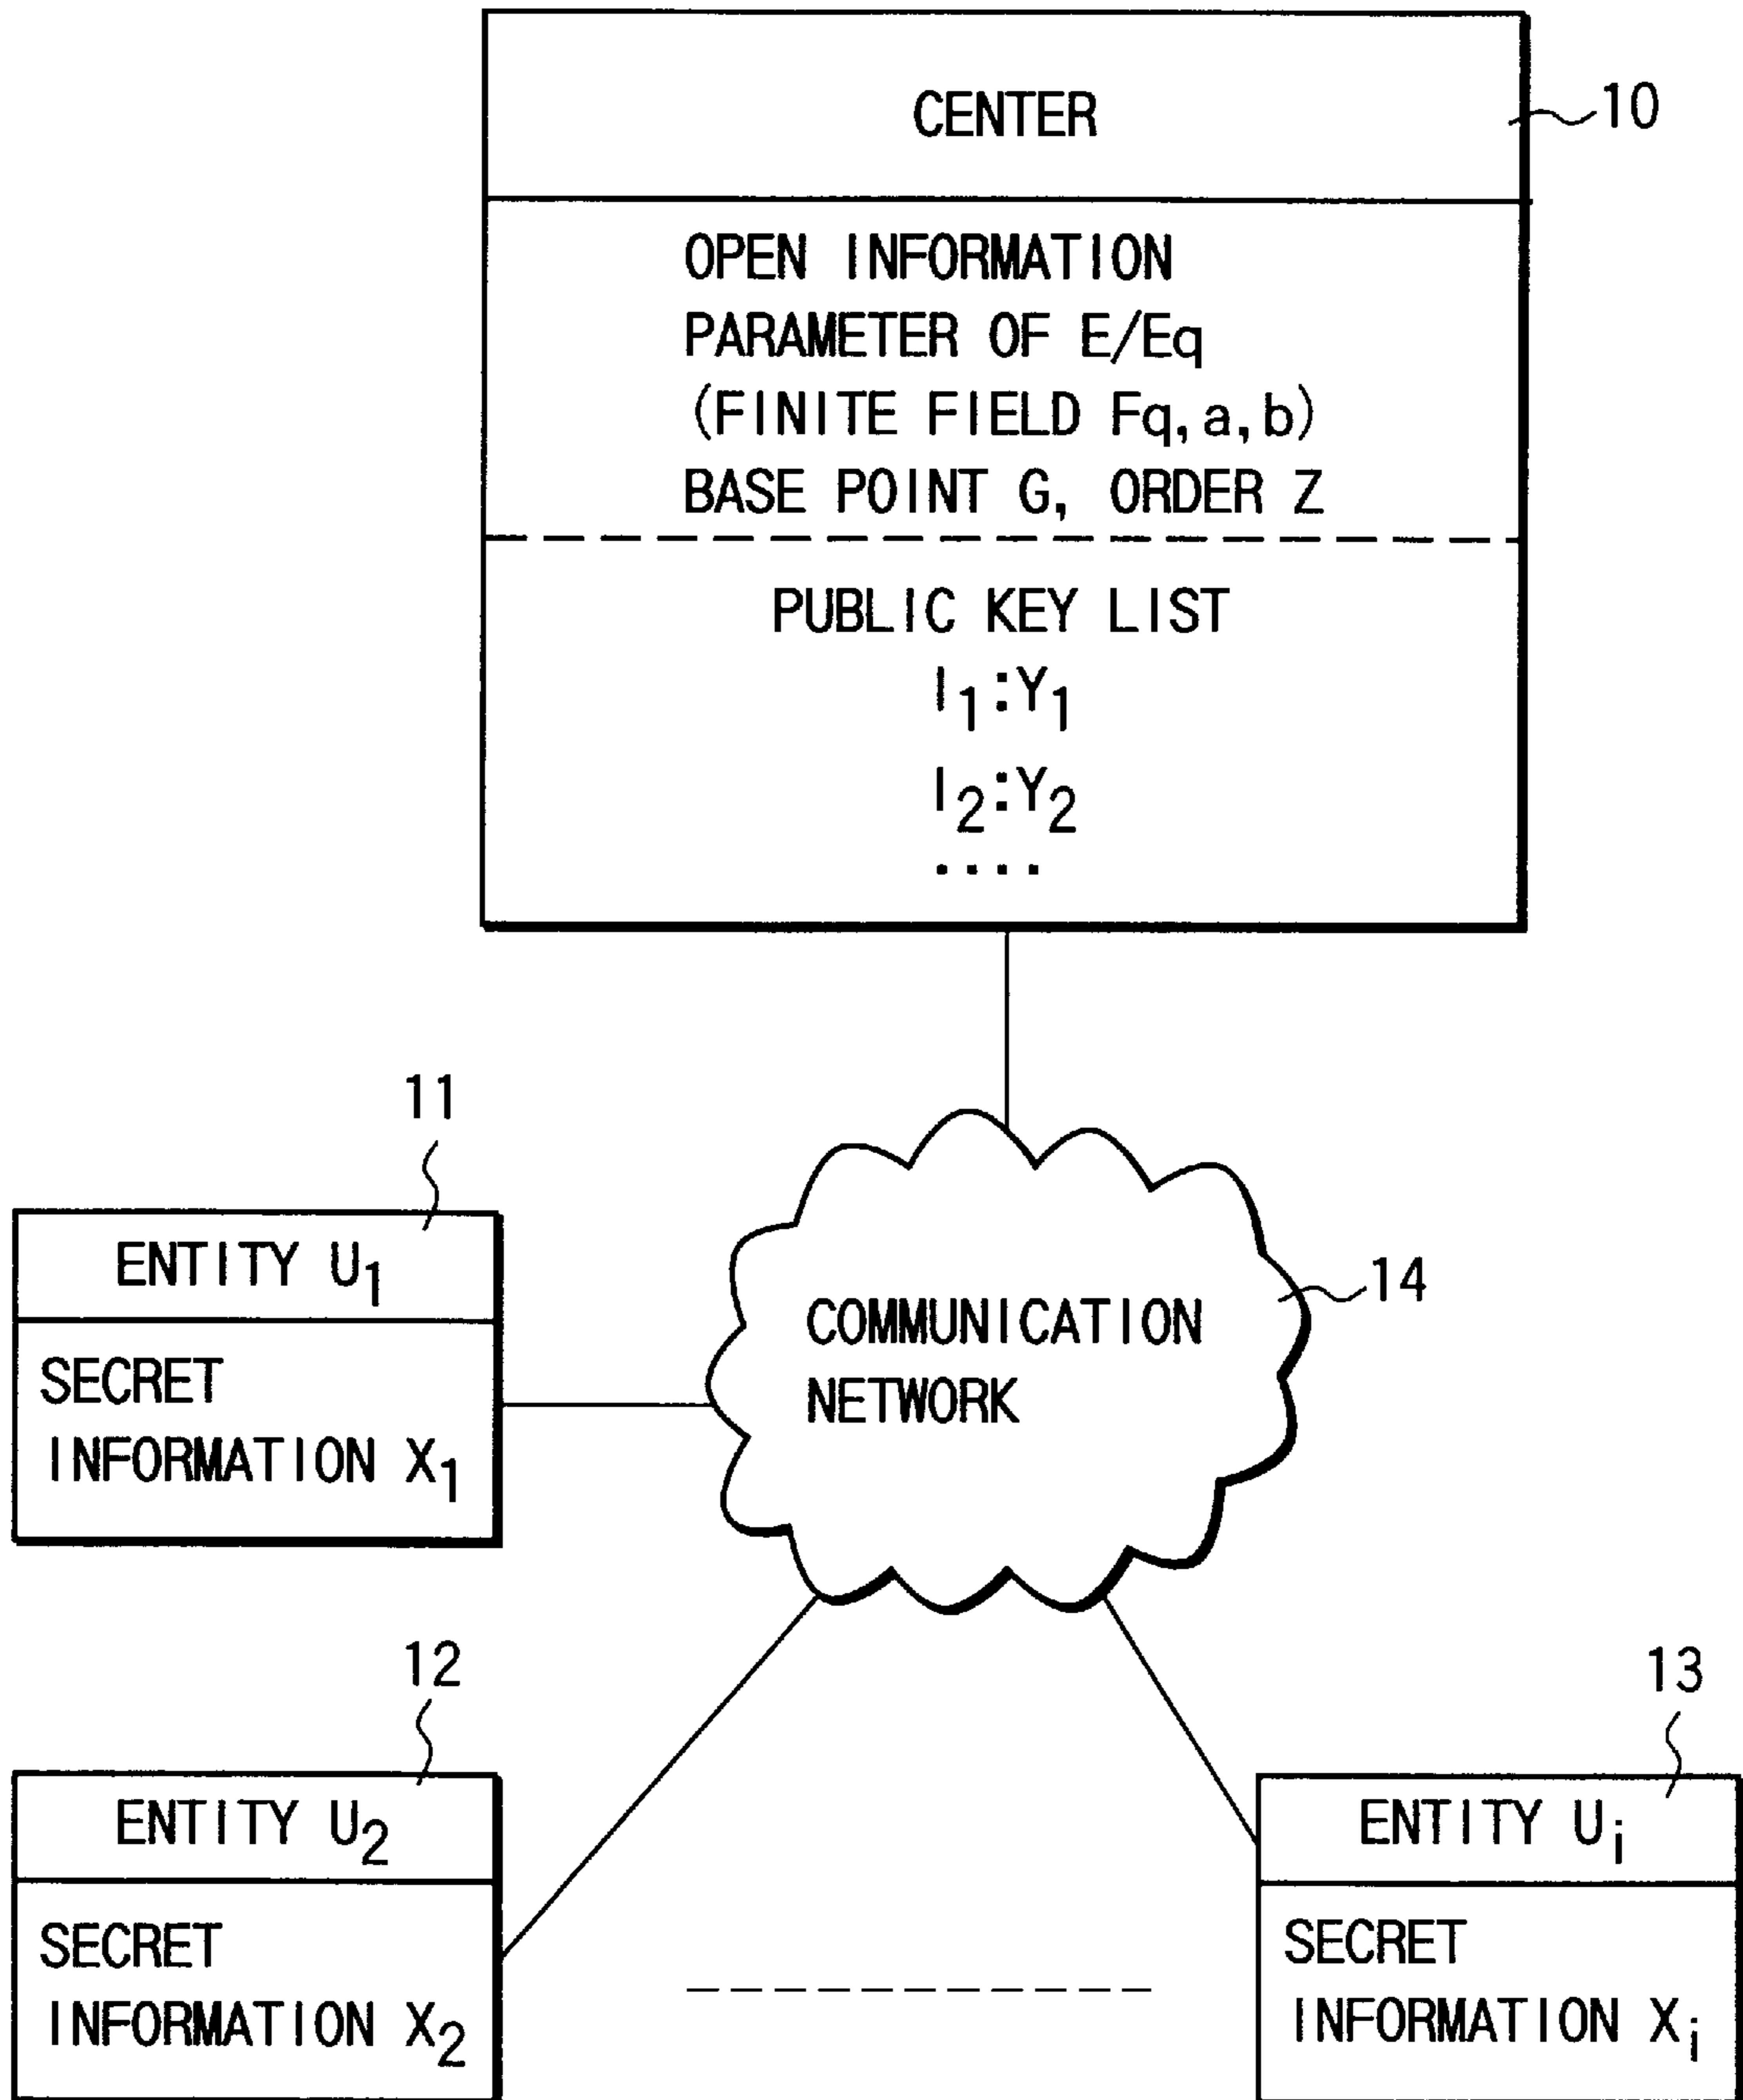 CENTER
10
OPEN INFORMATION
PARAMETER OF E/Eq
(FINITE FIELD Fq, a, b)
BASE POINT G, ORDER Z
PUBLIC KEY LIST
I1:Y1
I2:Y2
....
11
ENTITY U1
SECRET
INFORMATION X1
14
COMMUNICATION
NETWORK
12
ENTITY U2
SECRET
INFORMATION X2
13
ENTITY Ui
SECRET
INFORMATION Xi